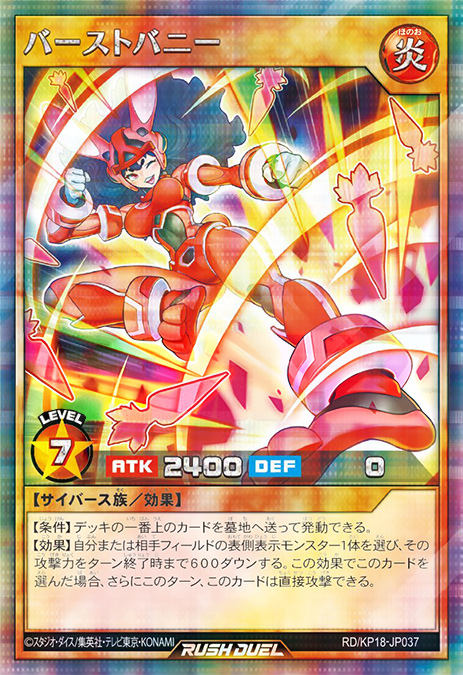 バーストバニー
ほのお
炎
LEVEL
7
ATK 2400 DEF 0
【サイバース族／効果】
【条件】デッキの一番上のカードを墓地へ送って発動できる。
【効果】自分または相手フィールドの表側表示モンスター1体を選び、その
攻撃力をターン終了時まで600ダウンする。この効果でこのカードを
選んだ場合、さらにこのターン、このカードは直接攻撃できる。
©スタジオ・ダイス/集英社・テレビ東京・KONAMI
RUSH DUEL
RD/KP18-JP037